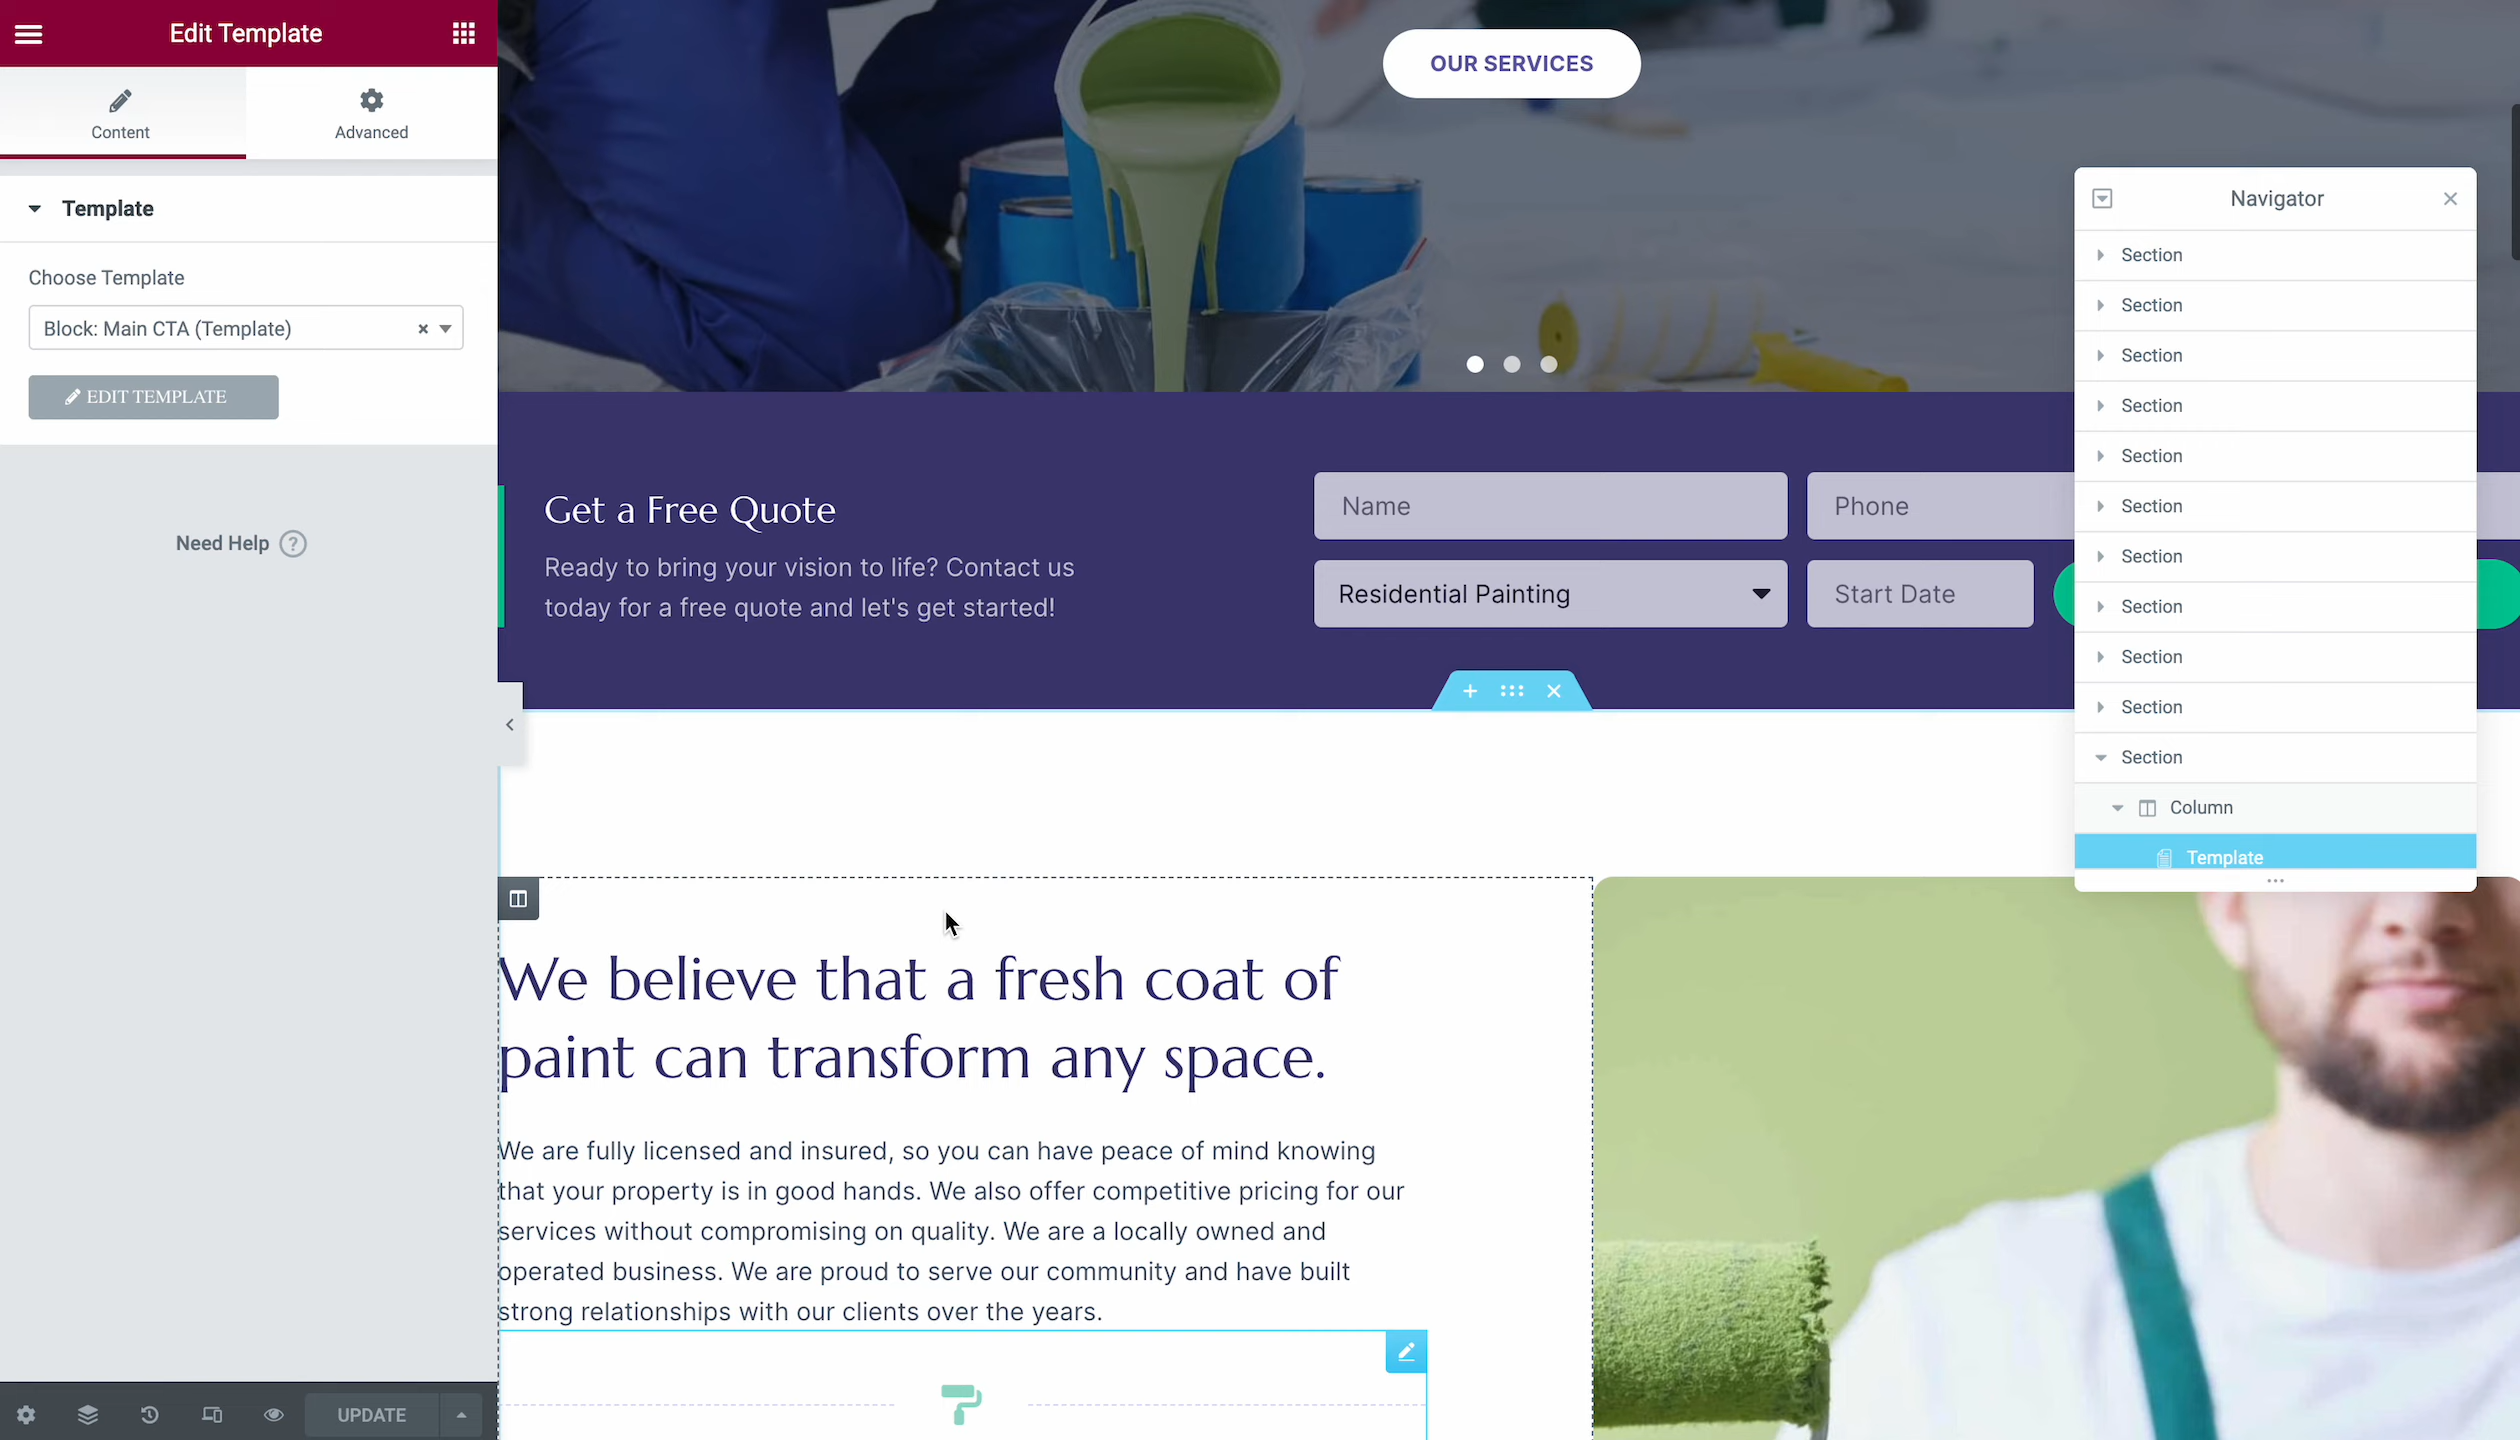 Edit Template
Content
Advanced
Template
Choose Template
Block: Main CTA (Template)
EDIT TEMPLATE
Need Help ?
UPDATE
OUR SERVICES
Get a Free Quote
Ready to bring your vision to life? Contact us
today for a free quote and let's get started!
Name
Phone
Residential Painting
Start Date
We believe that a fresh coat of
paint can transform any space.
We are fully licensed and insured, so you can have peace of mind knowing
that your property is in good hands. We also offer competitive pricing for our
services without compromising on quality. We are a locally owned and
operated business. We are proud to serve our community and have built
strong relationships with our clients over the years.
Navigator
Section
Section
Section
Section
Section
Section
Section
Section
Section
Section
Section
Column
Template